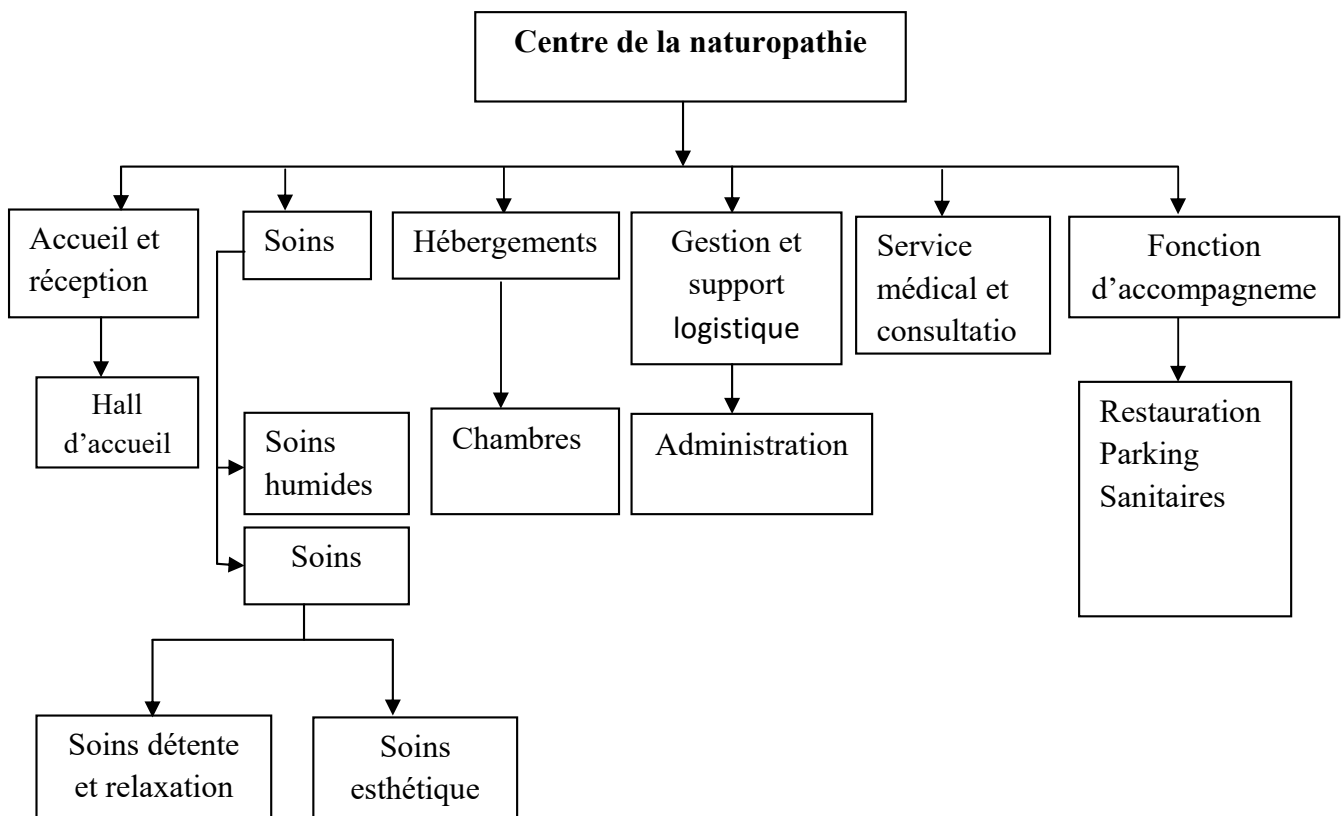 Centre de la naturopathie
Accueil et
réception
Soins
Hébergements
Gestion et
support
logistique
Service
médical et
consultatio
Fonction
d’accompagneme
Hall
d’accueil
Soins
humides
Chambres
Administration
Restauration
Parking
Sanitaires
Soins
Soins détente
et relaxation
Soins
esthétique